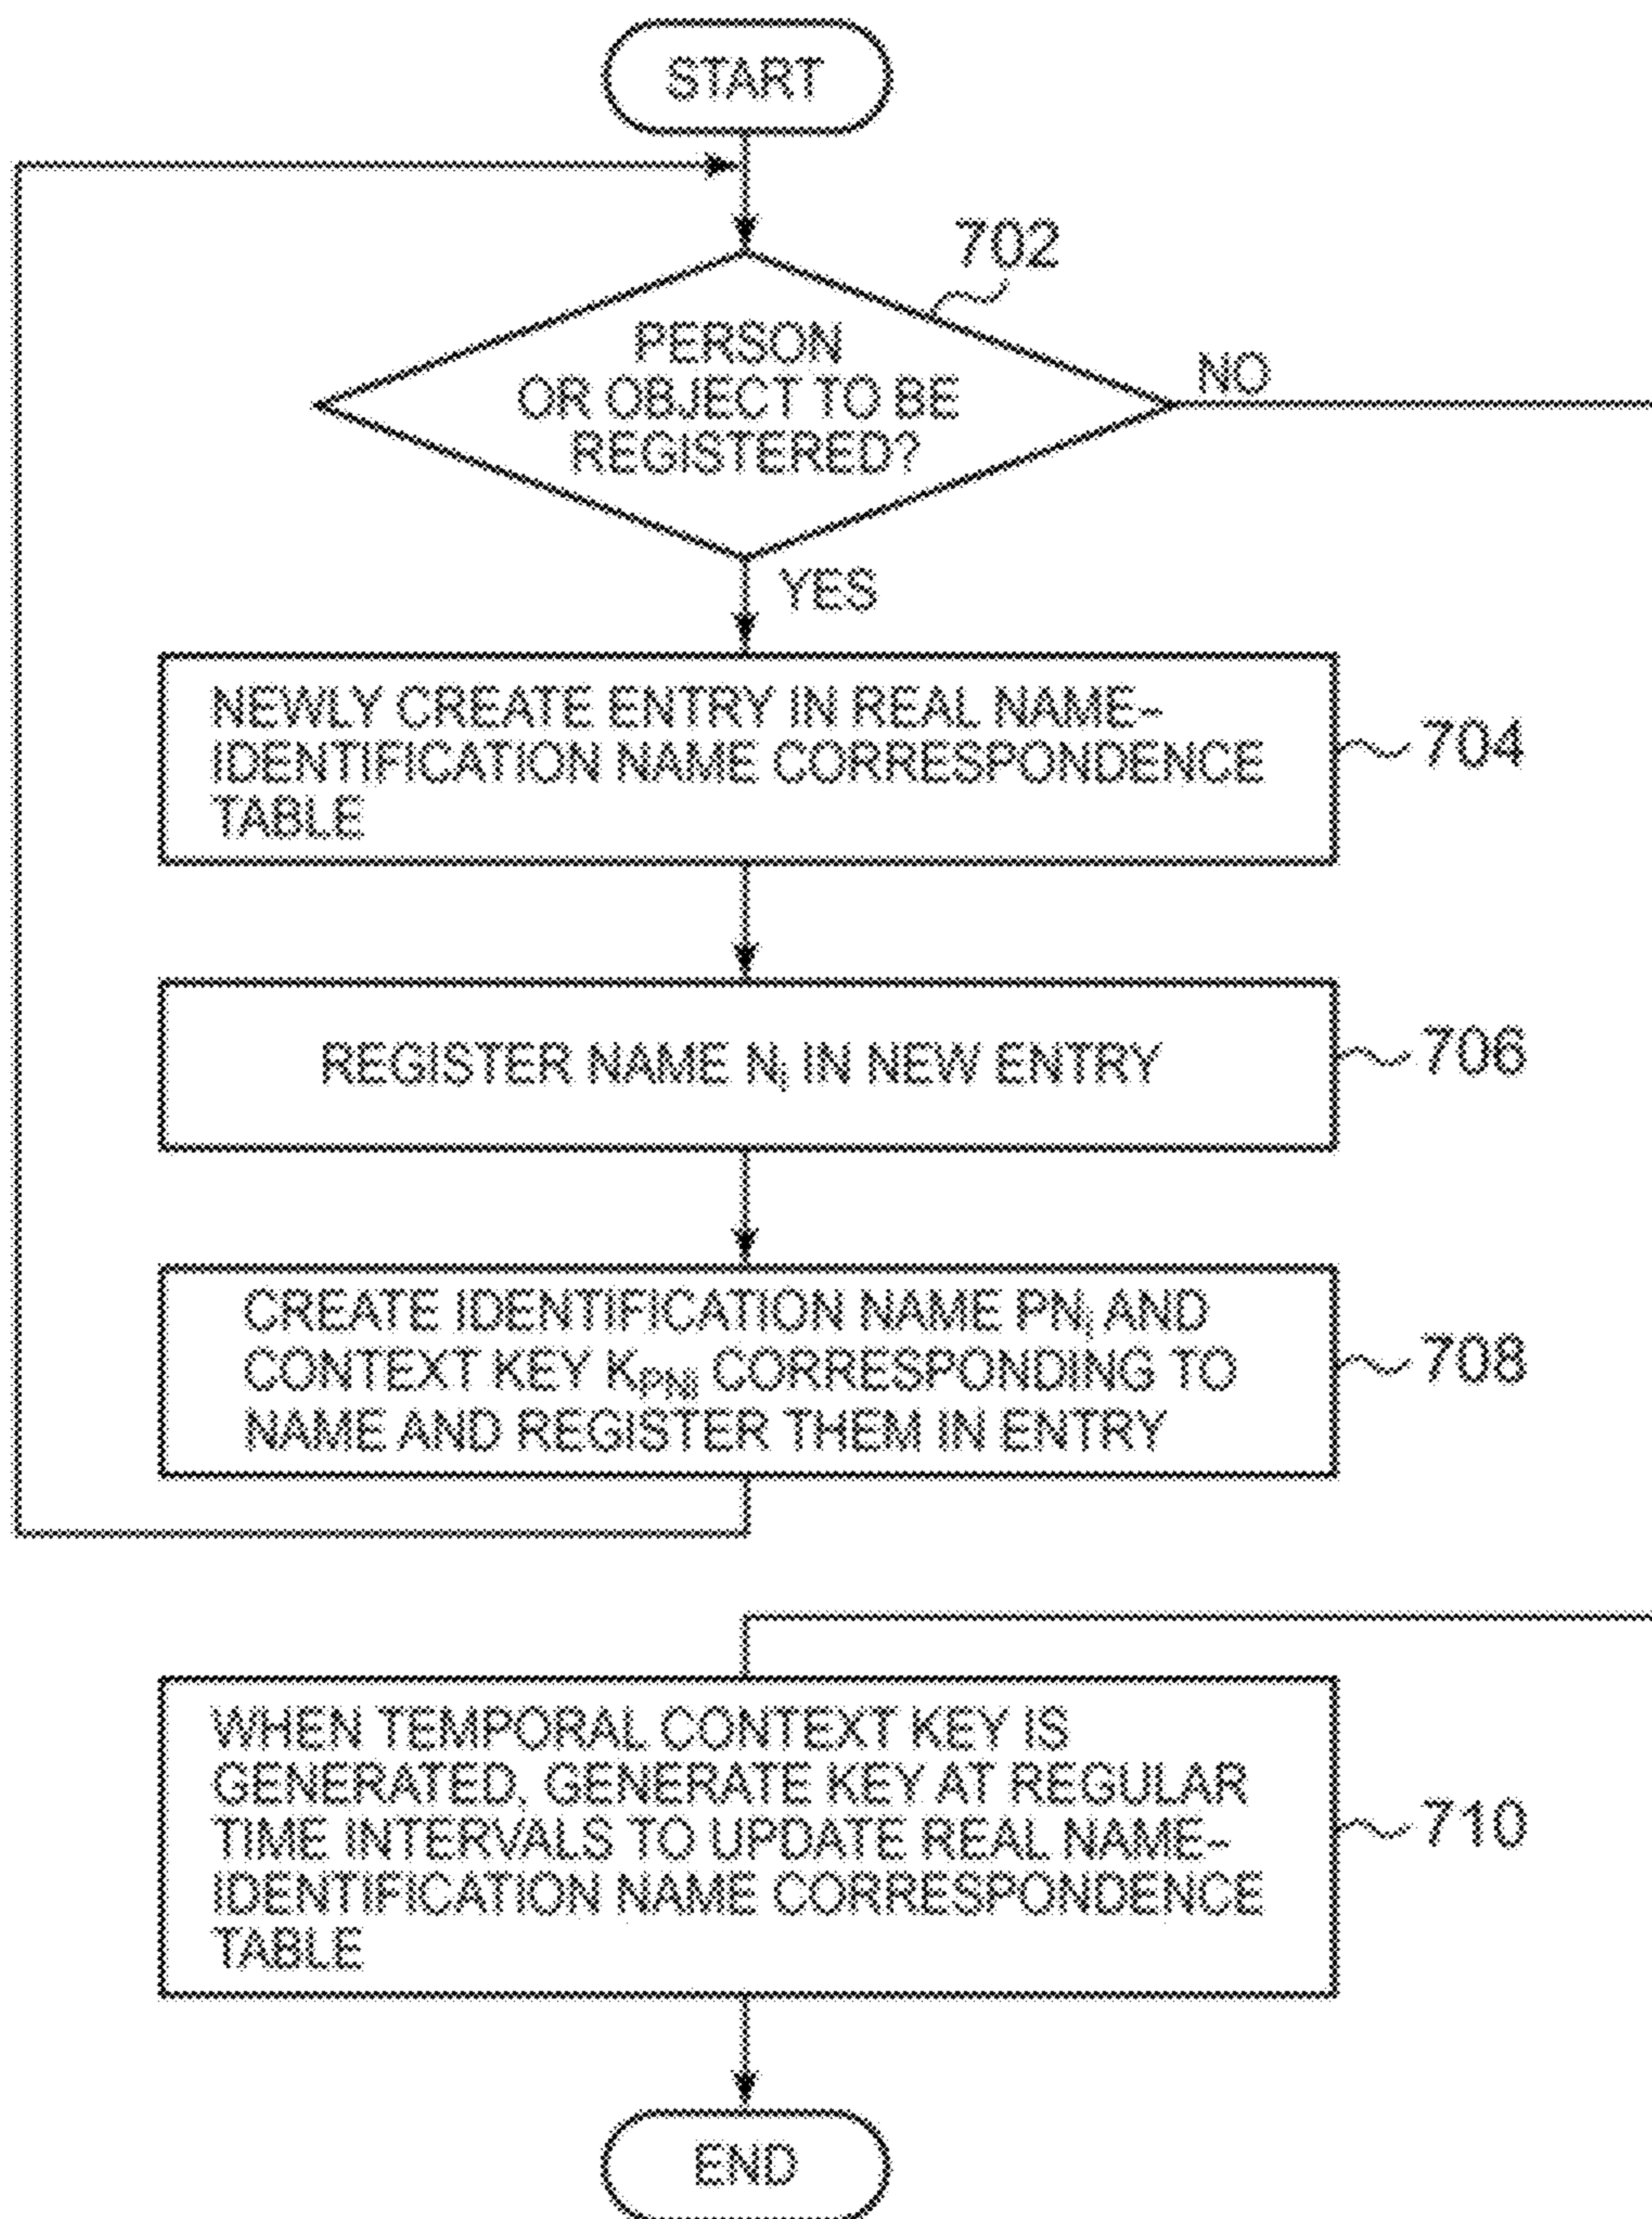 START
702
PERSON
OR OBJECT TO BE
REGISTERED?
NO
YES
NEWLY CREATE ENTRY IN REAL NAME-
IDENTIFICATION NAME CORRESPONDENCE
TABLE
704
REGISTER NAME Ni IN NEW ENTRY
706
CREATE IDENTIFICATION NAME PNi AND
CONTEXT KEY KPNi CORRESPONDING TO
NAME AND REGISTER THEM IN ENTRY
708
WHEN TEMPORAL CONTEXT KEY IS
GENERATED, GENERATE KEY AT REGULAR
TIME INTERVALS TO UPDATE REAL NAME-
IDENTIFICATION NAME CORRESPONDENCE
TABLE
710
END